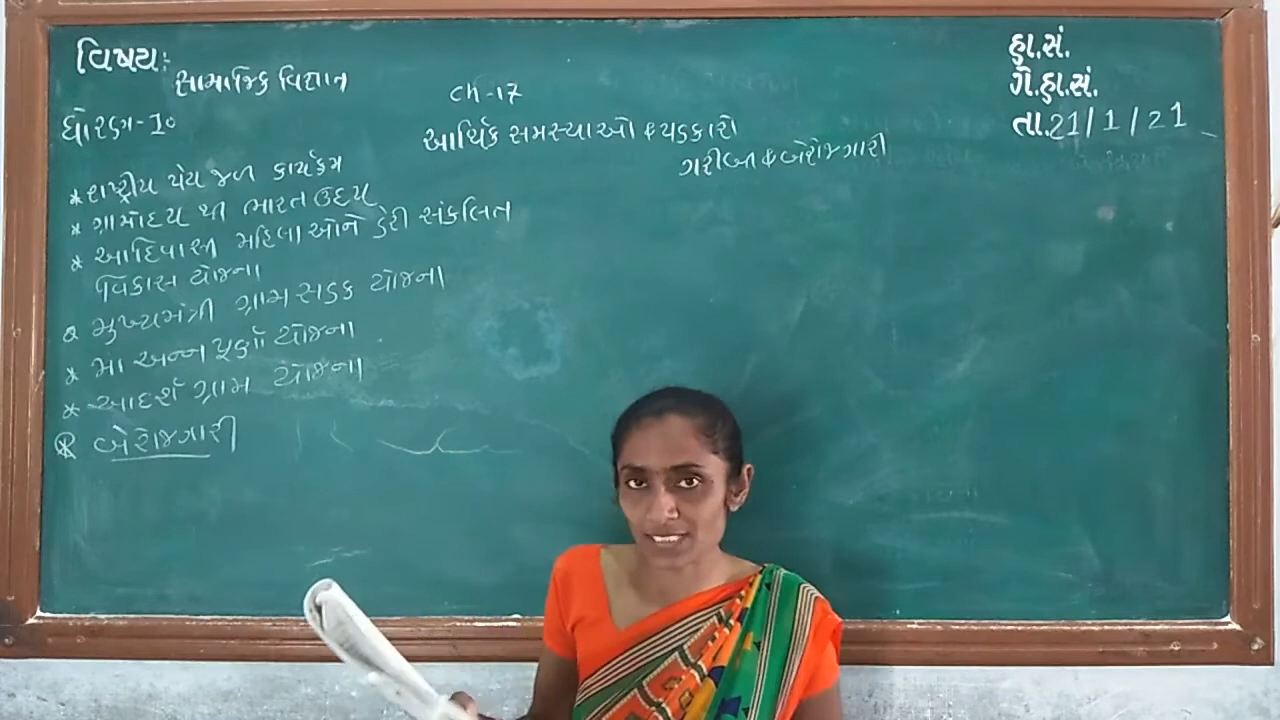 વિષય:
સામાજિક વિજ્ઞાન
ધોરણ-10
ch-17
આર્થિક સમસ્યાઓ & પડકારો
ગરીબી & બેરોજગારી
હા.સં.
ગે.હા.સં.
તા.21/1/21
* રાષ્ટ્રીય પેય જળ કાર્યક્રમ
* ગ્રામોદય થી ભારત ઉદય
* આદિવાસી મહિલાઓને ડેરી સંકલિત
વિકાસ યોજના
* મુખ્યમંત્રી ગ્રામ સડક યોજના
* મા અન્નપૂર્ણા યોજના
* આદર્શ ગ્રામ યોજના
* બેરોજગારી